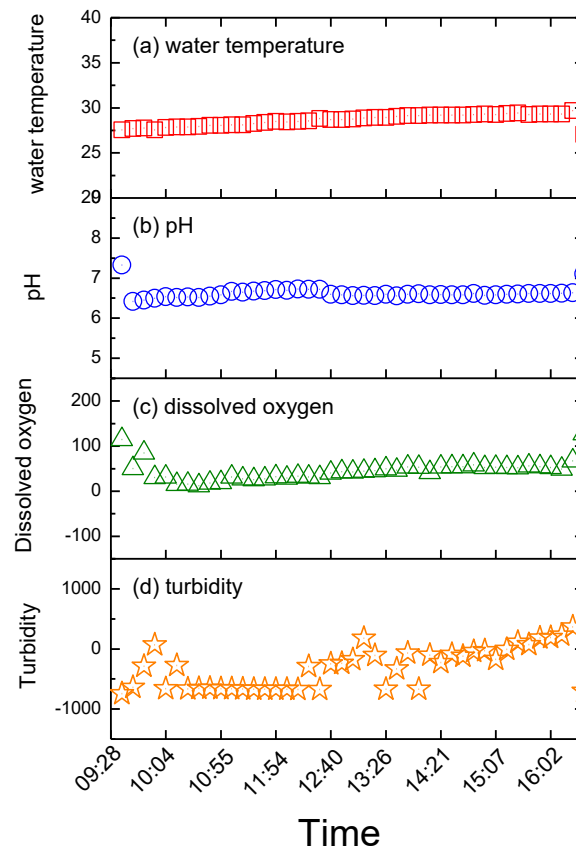 40
35
30
25
(a) water temperature
water temperature
9
8
7
6
5
(b) pH
pH
200
100
0
-100
(c) dissolved oxygen
Dissolved oxygen
1000
0
-1000
(d) turbidity
Turbidity
09:28 10:04 10:55 11:54 12:40 13:26 14:21 15:07 16:02
Time